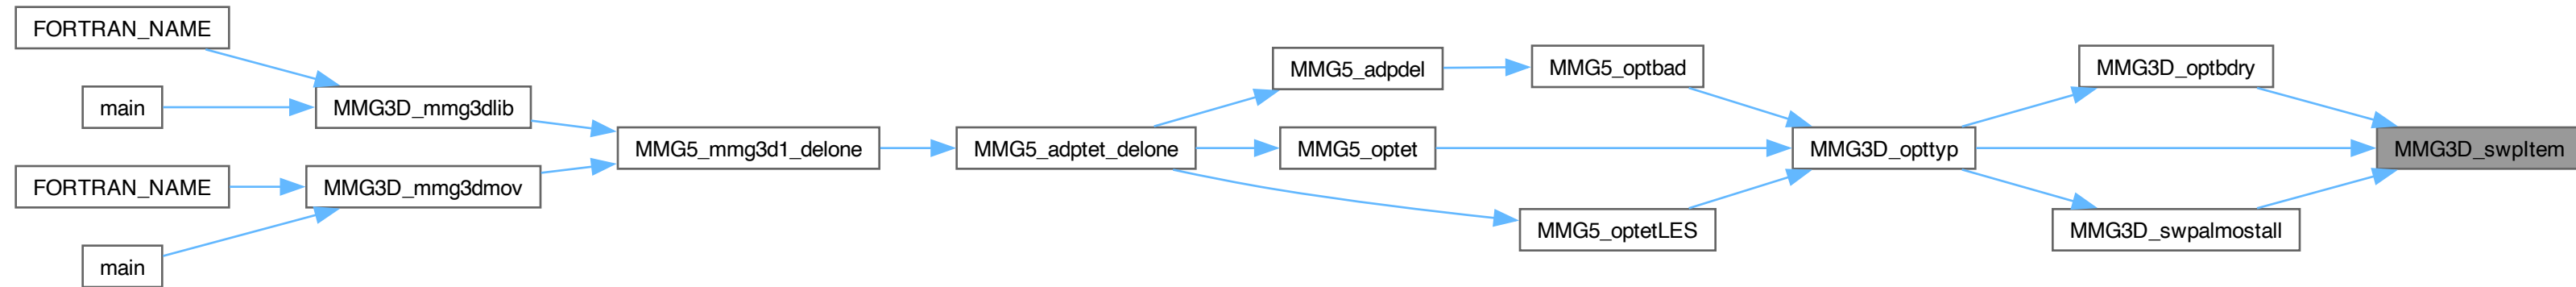 FORTRAN_NAME
main
MMG3D_mmg3dlib
FORTRAN_NAME
MMG3D_mmg3dmov
main
MMG5_mmg3d1_delone
MMG5_adptet_delone
MMG5_adpdel
MMG5_optet
MMG5_optbad
MMG5_optetLES
MMG3D_opttyp
MMG3D_optbdry
MMG3D_swpalmostall
MMG3D_swpItem